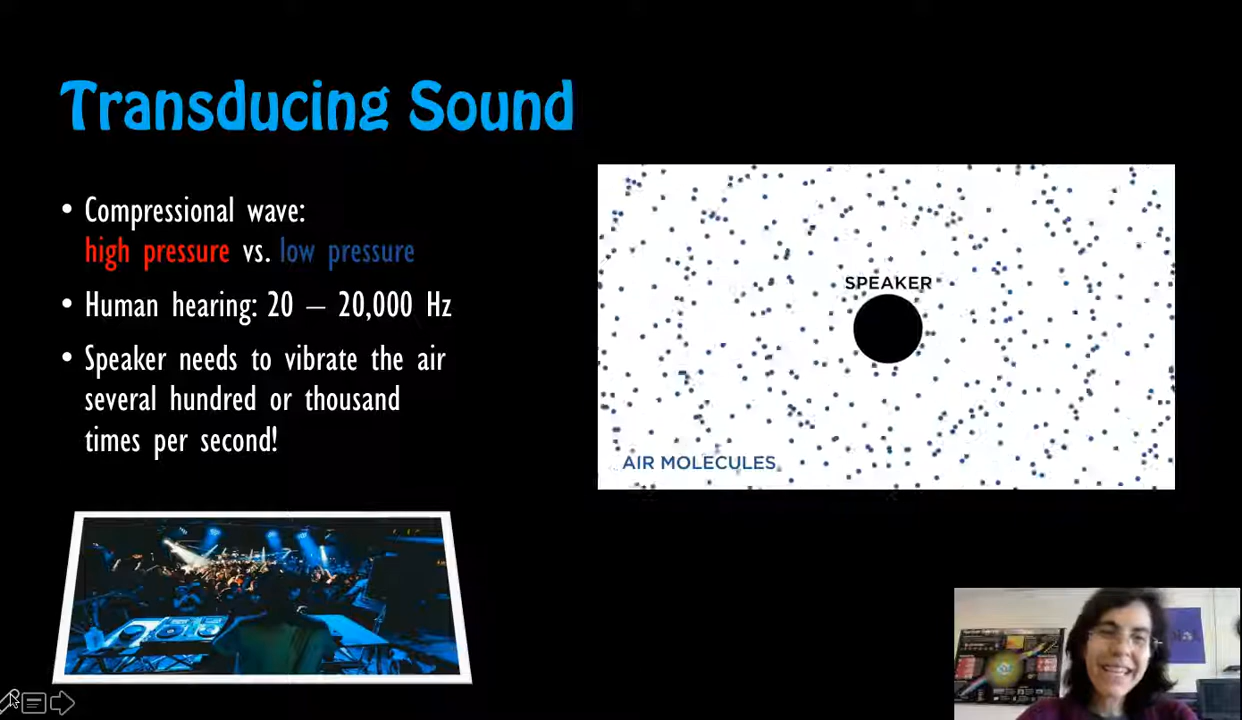 Transducing Sound
• Compressional wave:
high pressure vs. low pressure
• Human hearing: 20 – 20,000 Hz
• Speaker needs to vibrate the air
several hundred or thousand
times per second!
SPEAKER
AIR MOLECULES